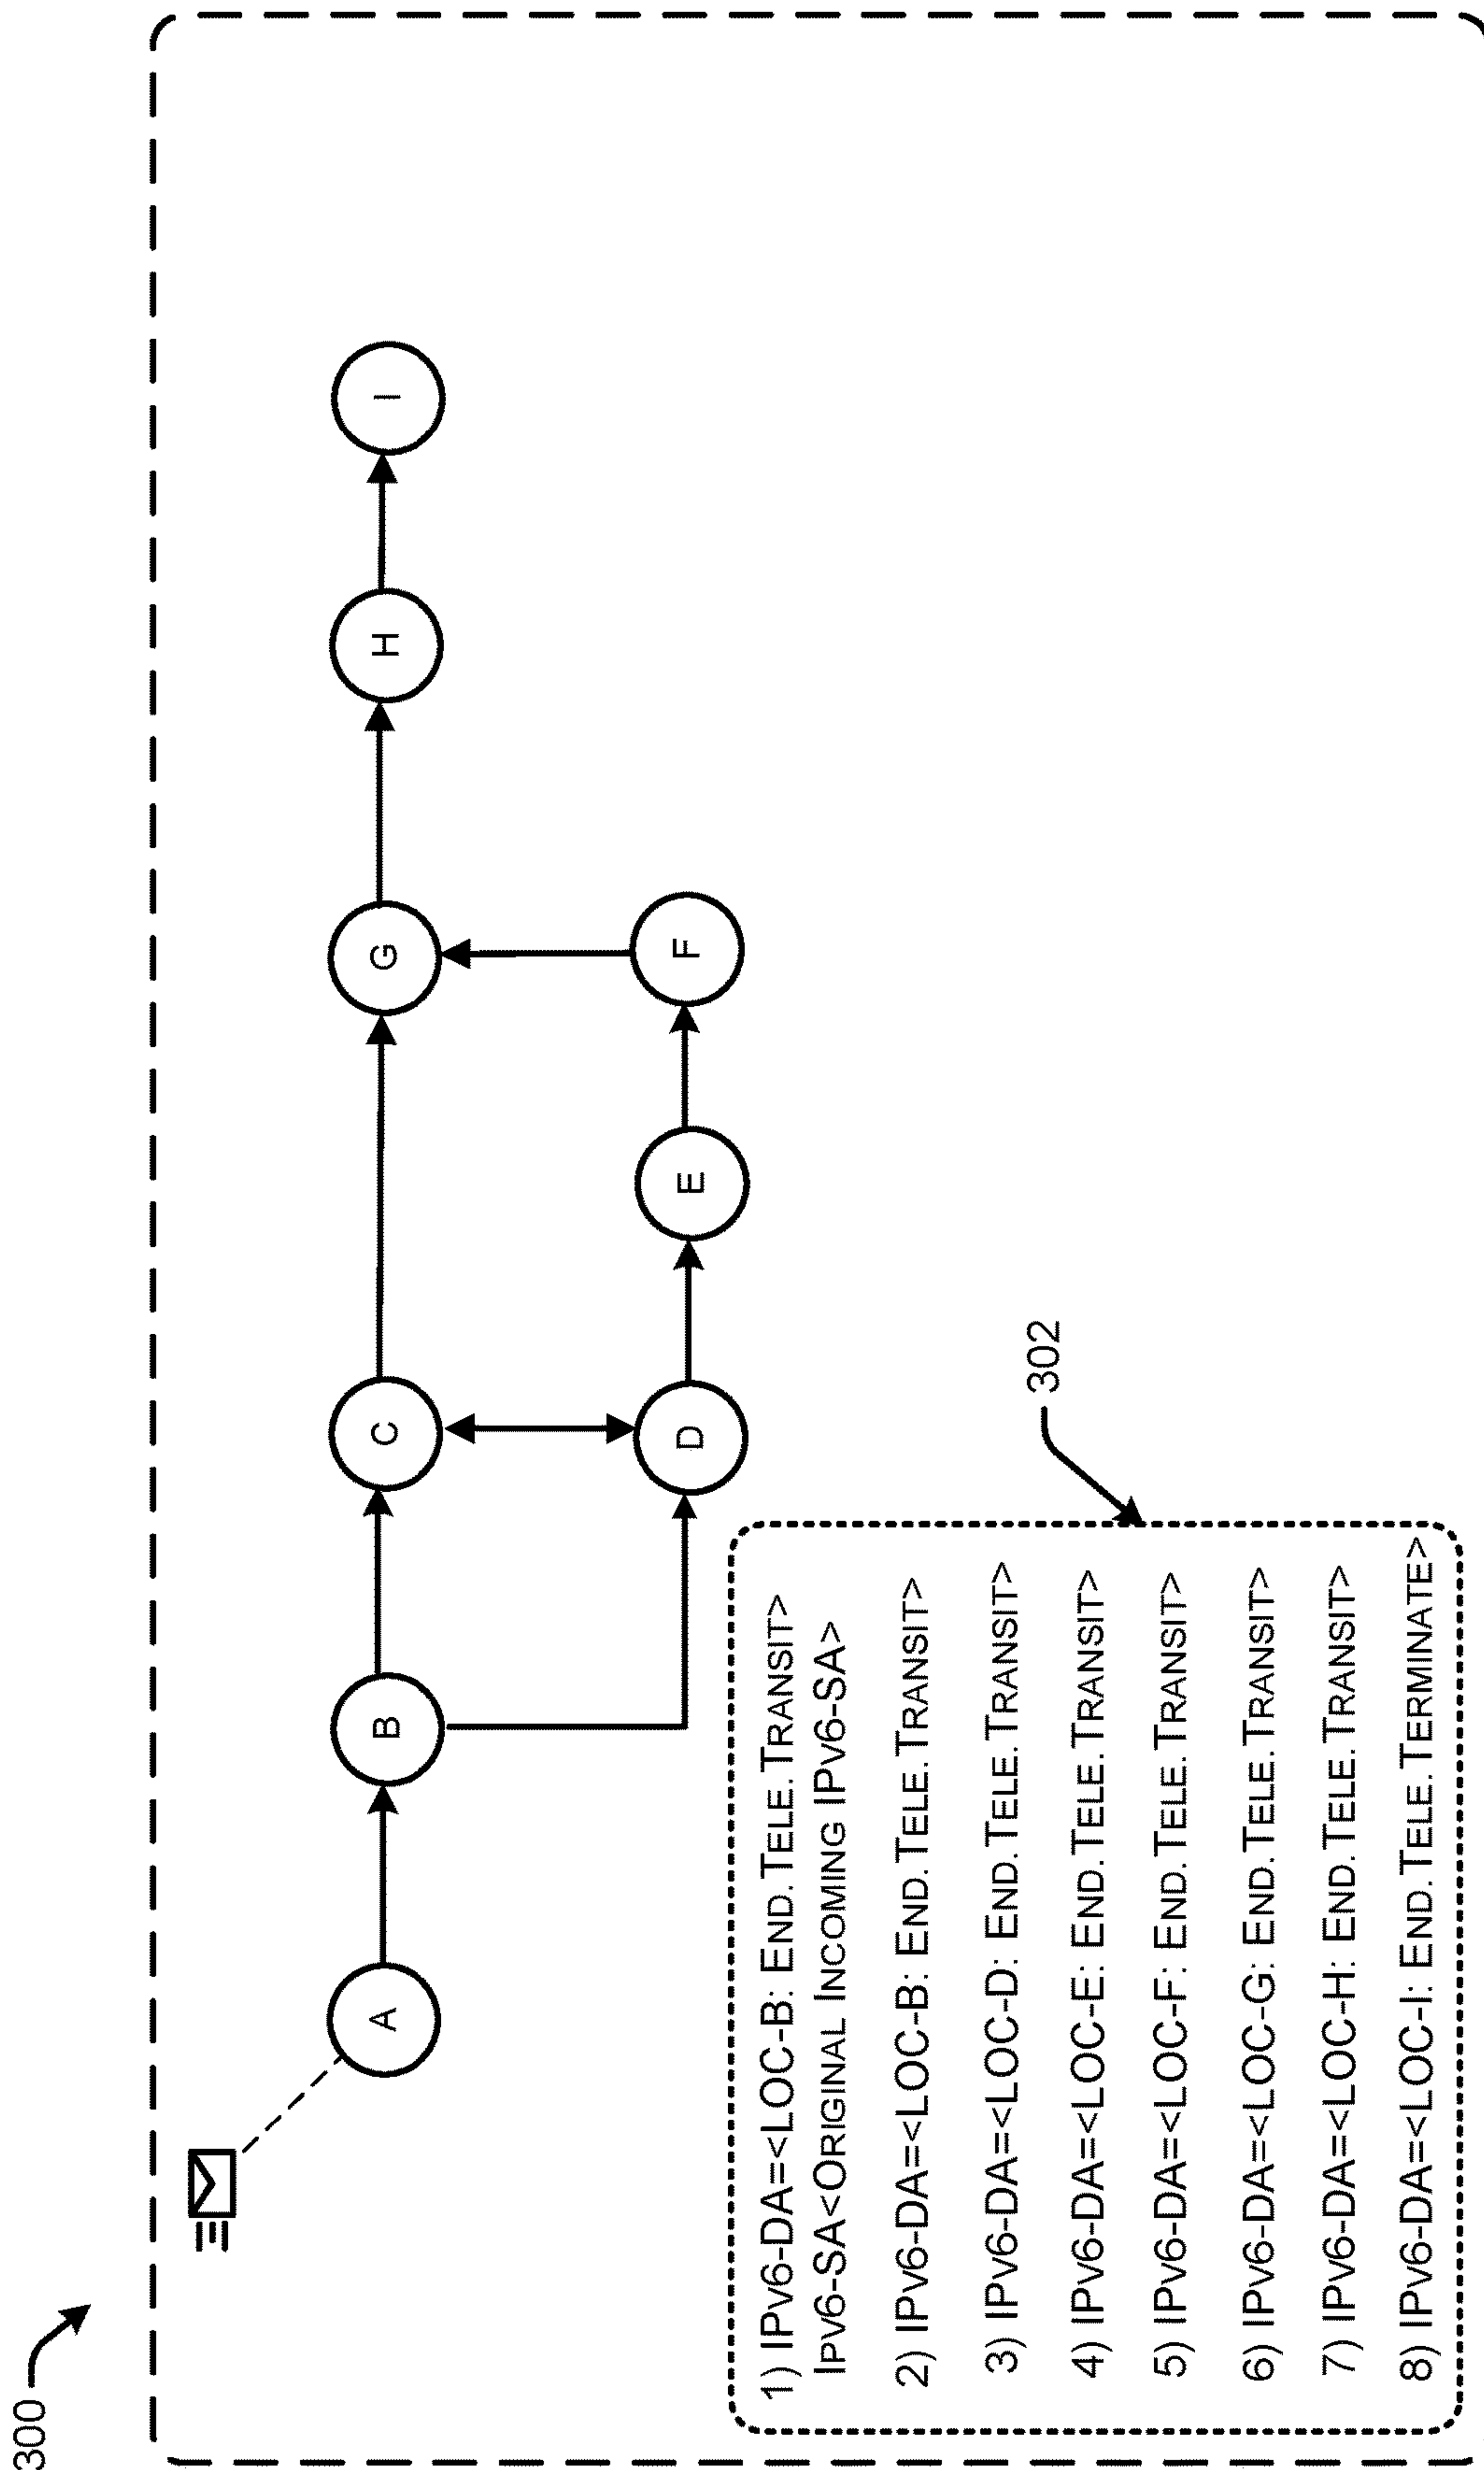 300
A
B
C
G
H
I
D
E
F
302
1) IPv6-DA=<LOC-B: END.TELE.TRANSIT>
IPv6-SA<ORIGINAL INCOMING IPv6-SA>
2) IPv6-DA=<LOC-B: END.TELE.TRANSIT>
3) IPv6-DA=<LOC-D: END.TELE.TRANSIT>
4) IPv6-DA=<LOC-E: END.TELE.TRANSIT>
5) IPv6-DA=<LOC-F: END.TELE.TRANSIT>
6) IPv6-DA=<LOC-G: END.TELE.TRANSIT>
7) IPv6-DA=<LOC-H: END.TELE.TRANSIT>
8) IPv6-DA=<LOC-I: END.TELE.TERMINATE>